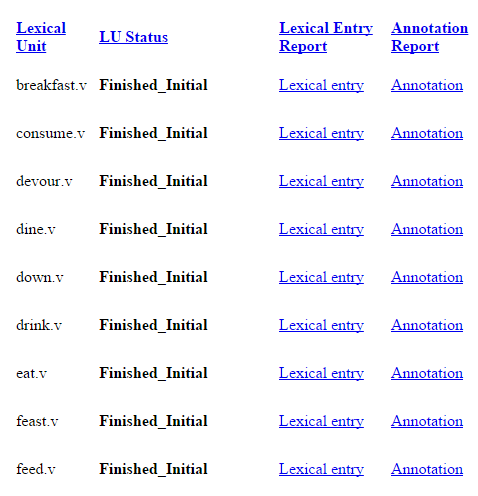 Lexical Unit LU Status Lexical Entry Report Annotation Report
breakfast.v Finished_Initial Lexical entry Annotation
consume.v Finished_Initial Lexical entry Annotation
devour.v Finished_Initial Lexical entry Annotation
dine.v Finished_Initial Lexical entry Annotation
down.v Finished_Initial Lexical entry Annotation
drink.v Finished_Initial Lexical entry Annotation
eat.v Finished_Initial Lexical entry Annotation
feast.v Finished_Initial Lexical entry Annotation
feed.v Finished_Initial Lexical entry Annotation